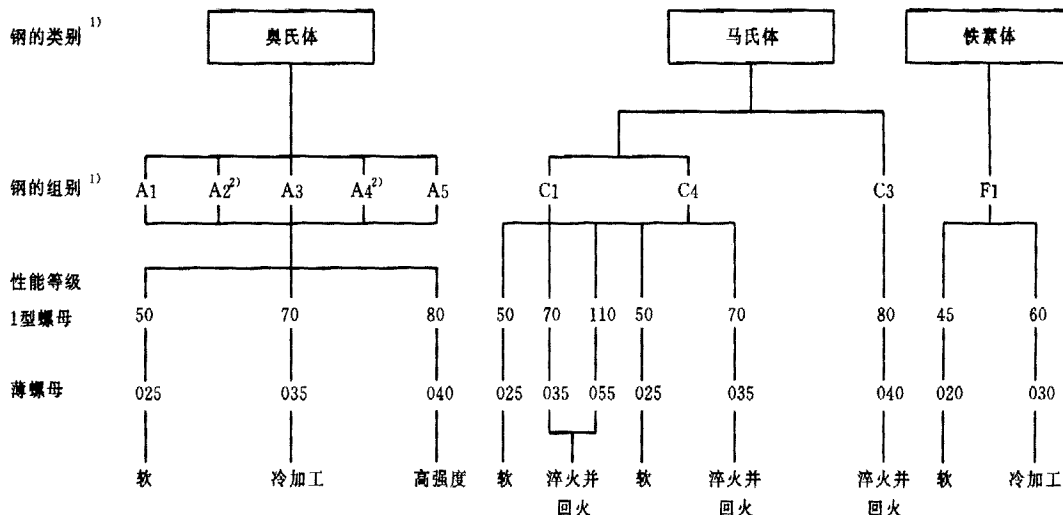 钢的类别 1) 奥氏体 马氏体 铁素体
钢的组别 1) A1 A2 2) A3 A4 2) A5 C1 C4 C3 F1
性能等级
1型螺母 50 70 80 50 70 110 50 70 80 45 60
薄螺母 025 035 040 025 035 055 025 035 040 020 030
软 冷加工 高强度 软 淬火并 软 淬火并 淬火并 软 冷加工
回火 回火 回火